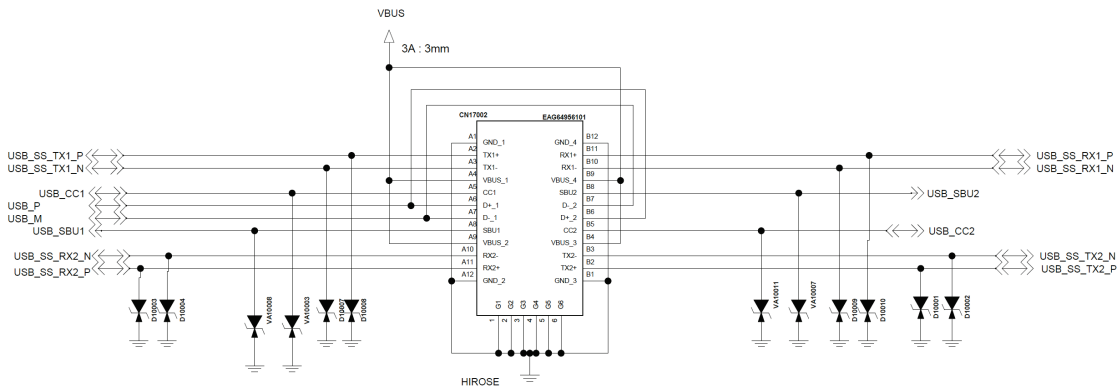 VBUS
3A : 3mm
CN17002
EAG64956101
A1 GND_1 GND_4 B12
USB_SS_TX1_P A2 TX1+ RX1+ B11 USB_SS_RX1_P
USB_SS_TX1_N A3 TX1- RX1- B10 USB_SS_RX1_N
A4 VBUS_1 VBUS_4 B9
USB_CC1 A5 CC1 SBU2 B8 USB_SBU2
USB_P A6 D+_1 D-_2 B7
USB_M A7 D-_1 D+_2 B6
USB_SBU1 A8 SBU1 CC2 B5 USB_CC2
A9 VBUS_2 VBUS_3 B4
USB_SS_RX2_N A10 RX2- TX2- B3 USB_SS_TX2_N
USB_SS_RX2_P A11 RX2+ TX2+ B2 USB_SS_TX2_P
A12 GND_2 GND_3 B1
D10003
D10004
VA10008
VA10003
D10007
D10008
G1 G2 G3 G4 G5 G6
1 2 3 4 5 6
VA10011
VA10007
D10009
D10010
D10001
D10002
HIROSE